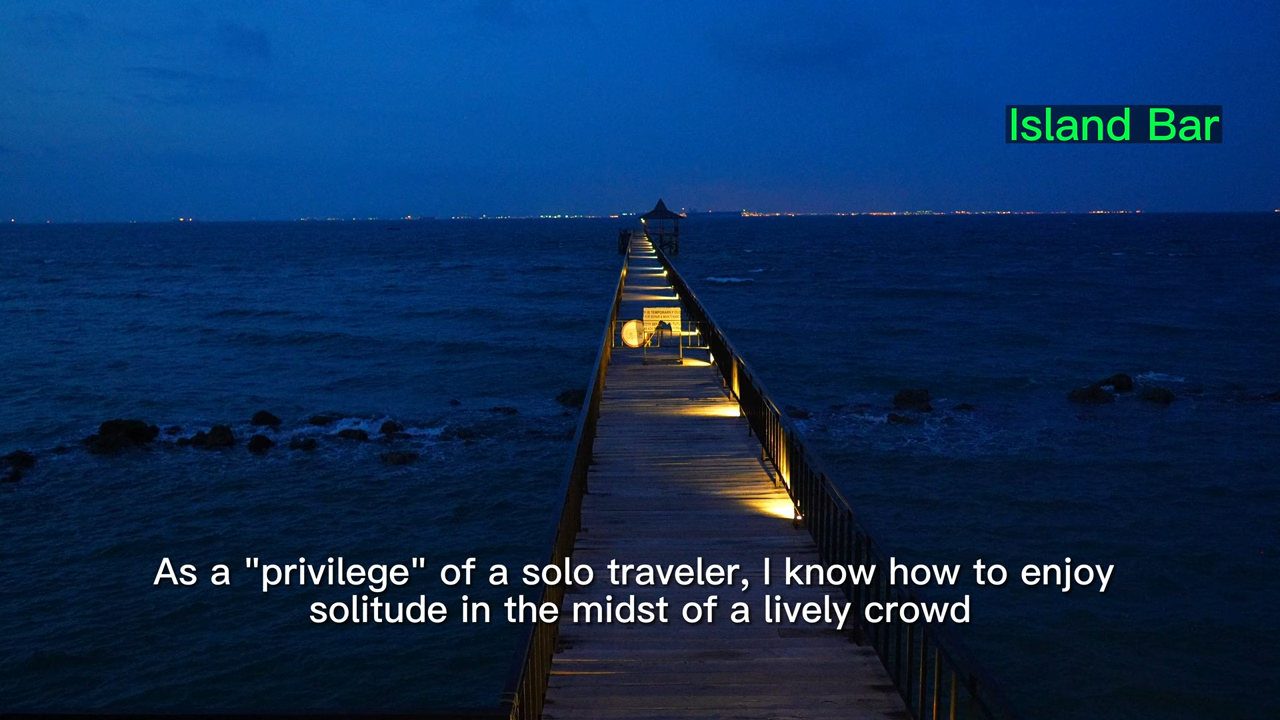 Island Bar
As a "privilege" of a solo traveler, I know how to enjoy
solitude in the midst of a lively crowd